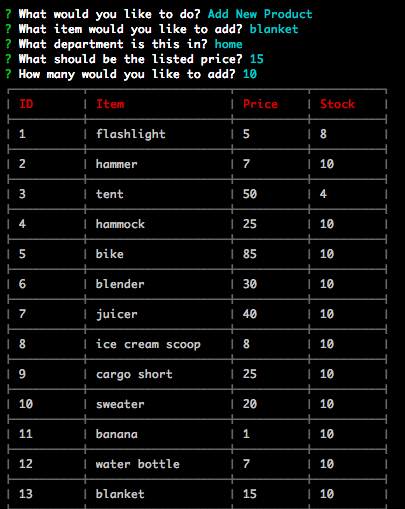 ? What would you like to do? Add New Product
? What item would you like to add? blanket
? What department is this in? home
? What should be the listed price? 15
? How many would you like to add? 10
ID Item Price Stock
1 flashlight 5 8
2 hammer 7 10
3 tent 50 4
4 hammock 25 10
5 bike 85 10
6 blender 30 10
7 juicer 40 10
8 ice cream scoop 8 10
9 cargo short 25 10
10 sweater 20 10
11 banana 1 10
12 water bottle 7 10
13 blanket 15 10